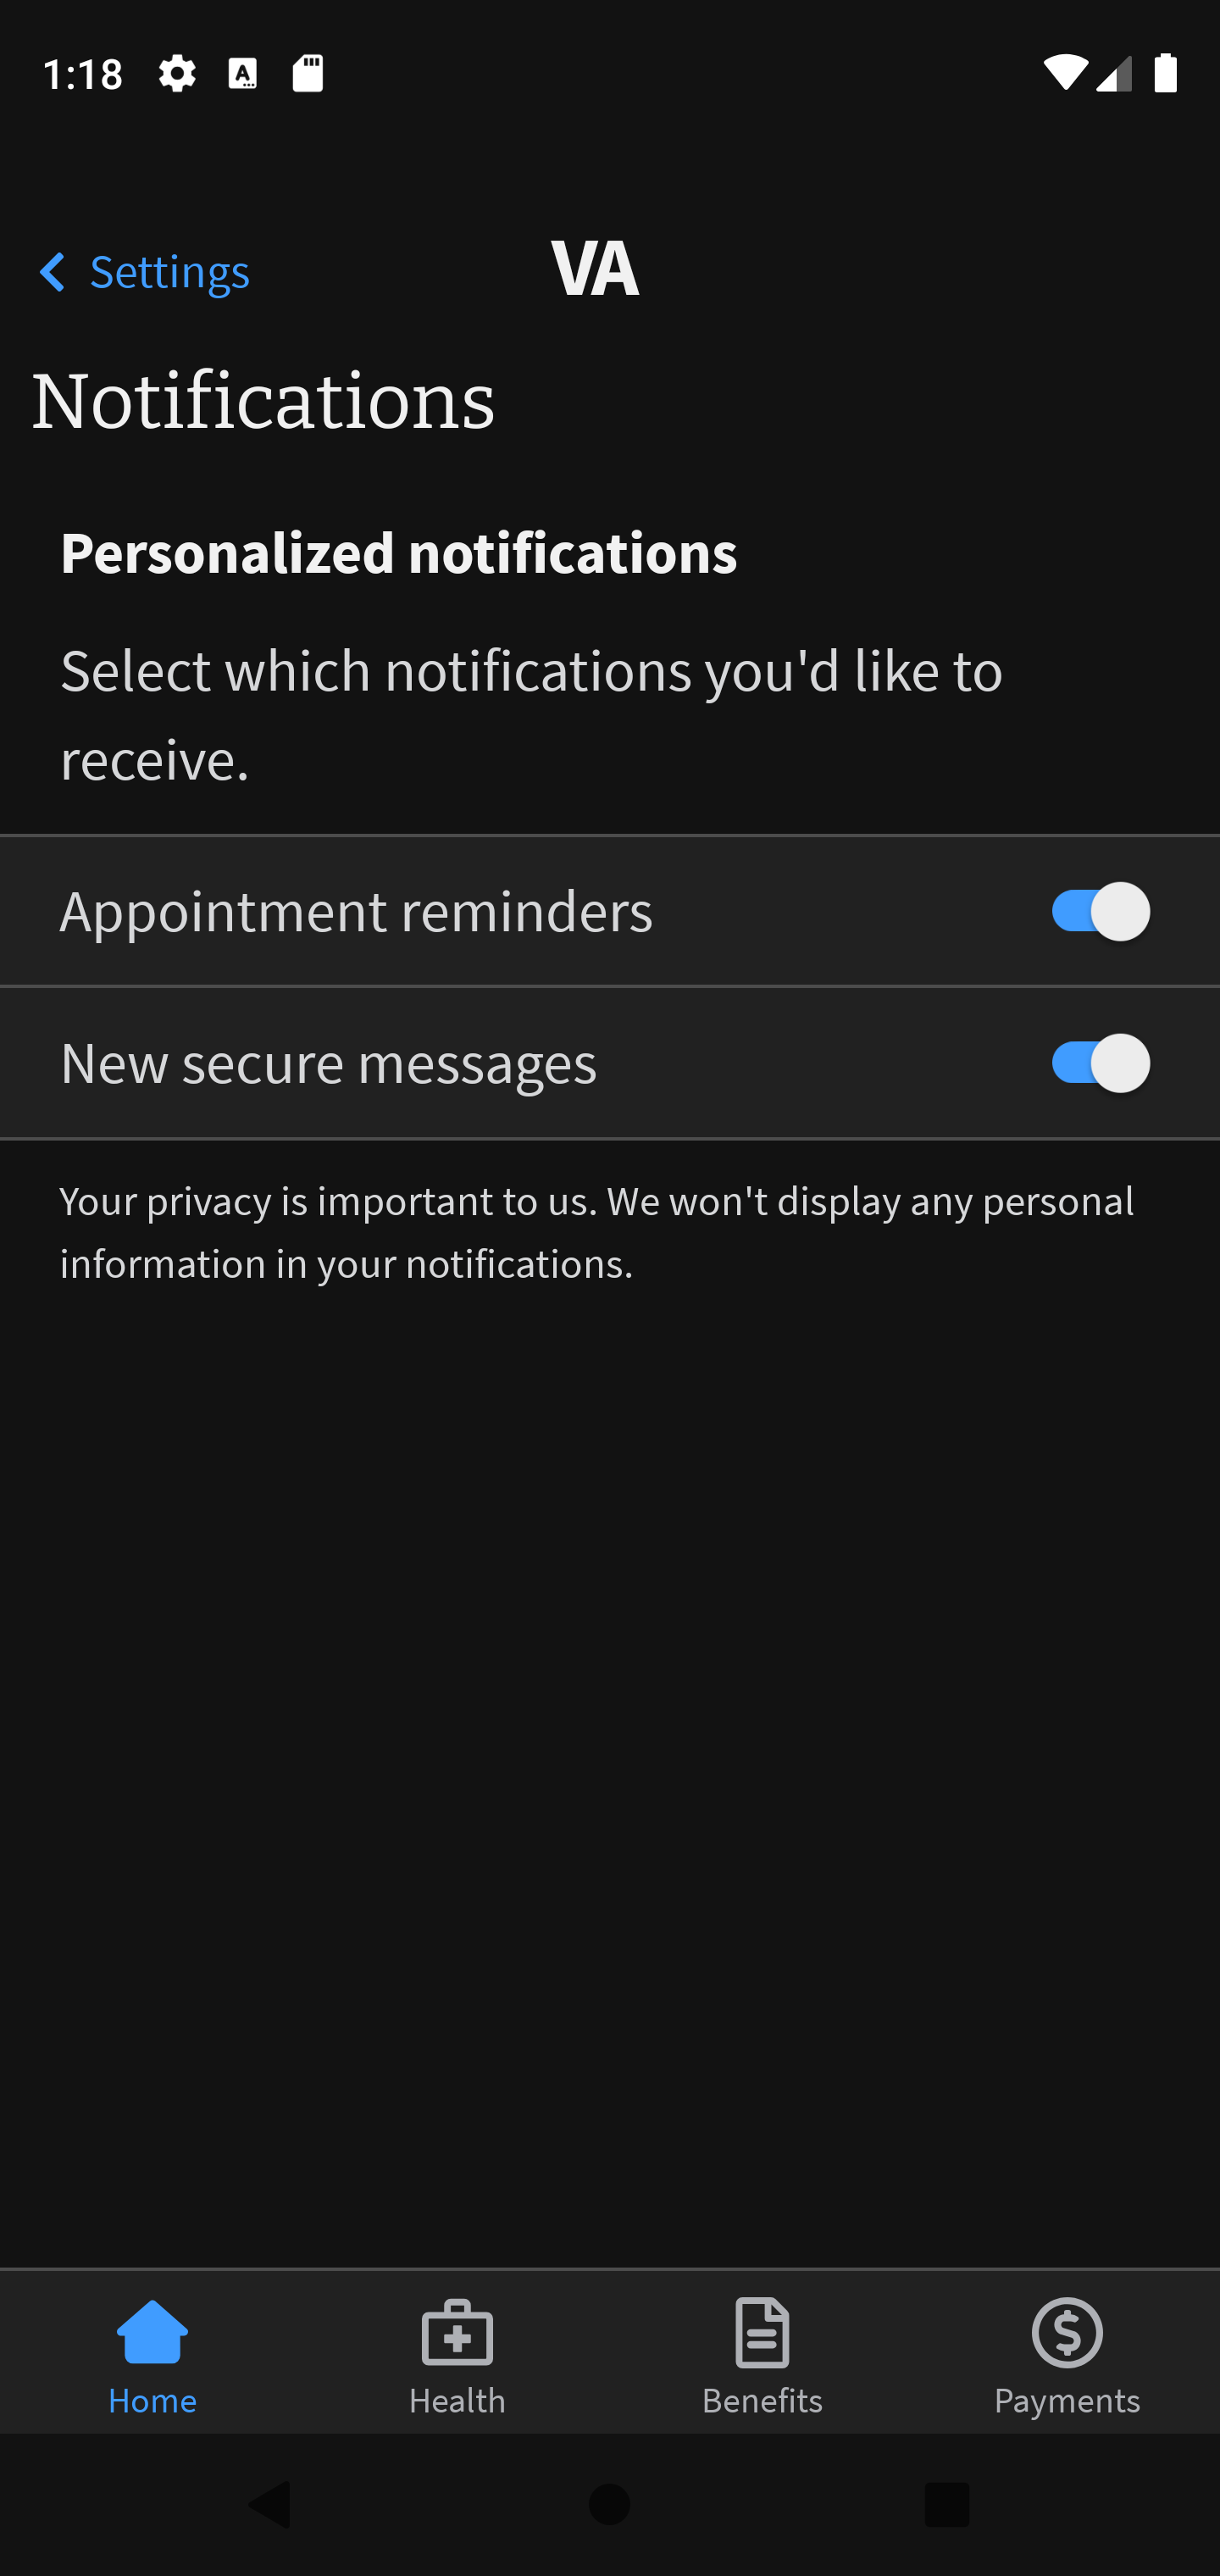 1:18
Settings
VA
Notifications
Personalized notifications
Select which notifications you'd like to
receive.
Appointment reminders
New secure messages
Your privacy is important to us. We won't display any personal
information in your notifications.
Home
Health
Benefits
Payments